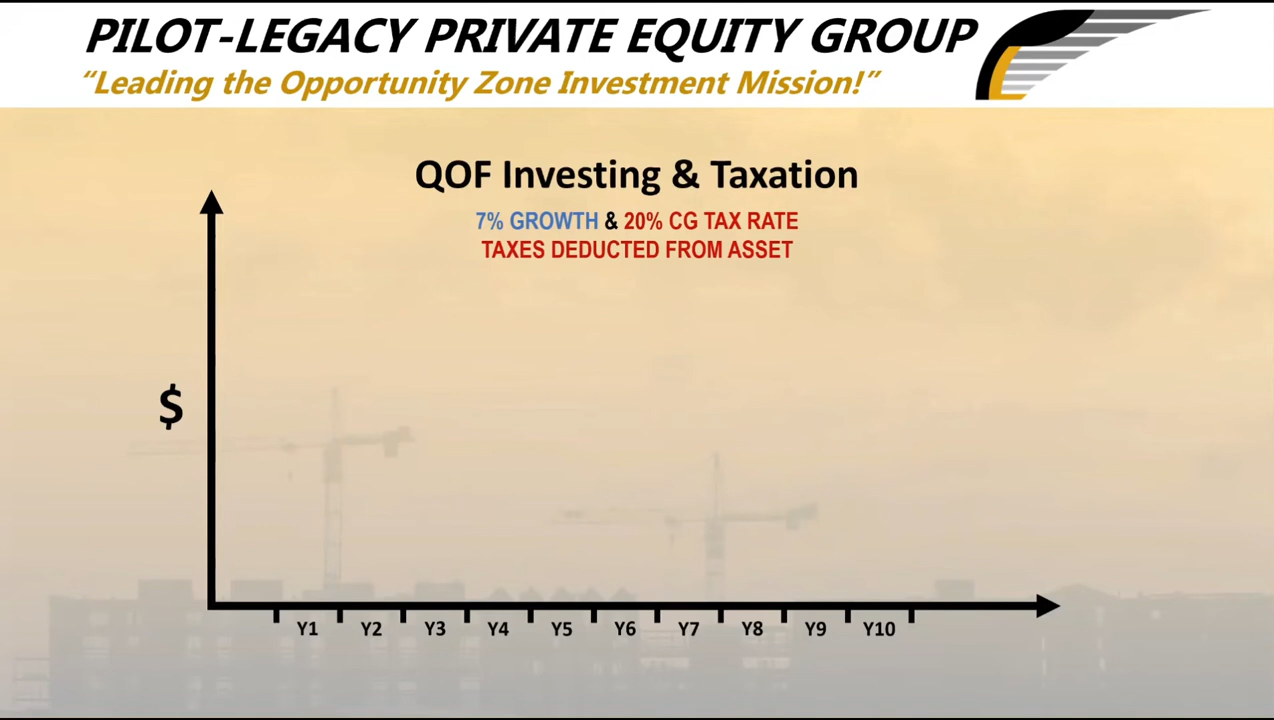 PILOT-LEGACY PRIVATE EQUITY GROUP
“Leading the Opportunity Zone Investment Mission!”
QOF Investing & Taxation
7% GROWTH & 20% CG TAX RATE
TAXES DEDUCTED FROM ASSET
$
Y1 Y2 Y3 Y4 Y5 Y6 Y7 Y8 Y9 Y10